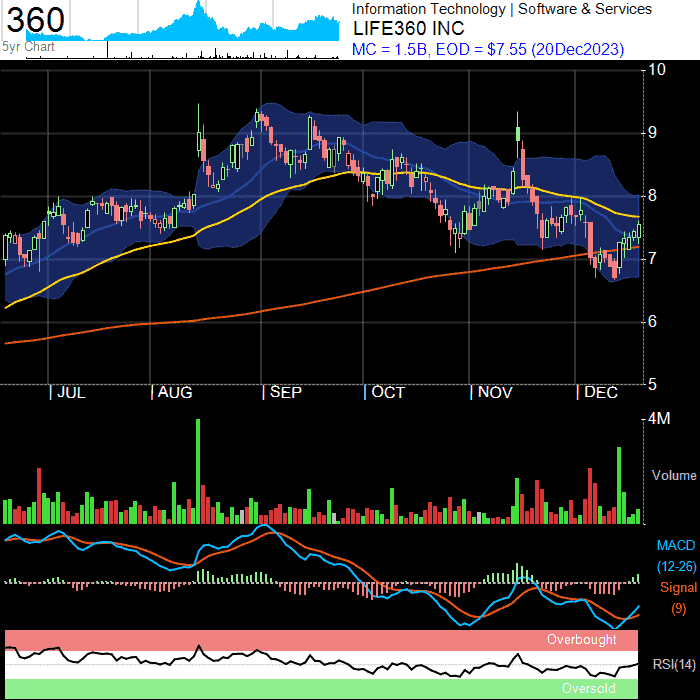 360
5yr Chart
Information Technology | Software & Services
LIFE360 INC
MC = 1.5B, EOD = $7.55 (20Dec2023)
10
9
8
7
6
5
| JUL | AUG | SEP | OCT | NOV | DEC
4M
Volume
MACD
(12-26)
Signal
(9)
Overbought
RSI(14)
Oversold